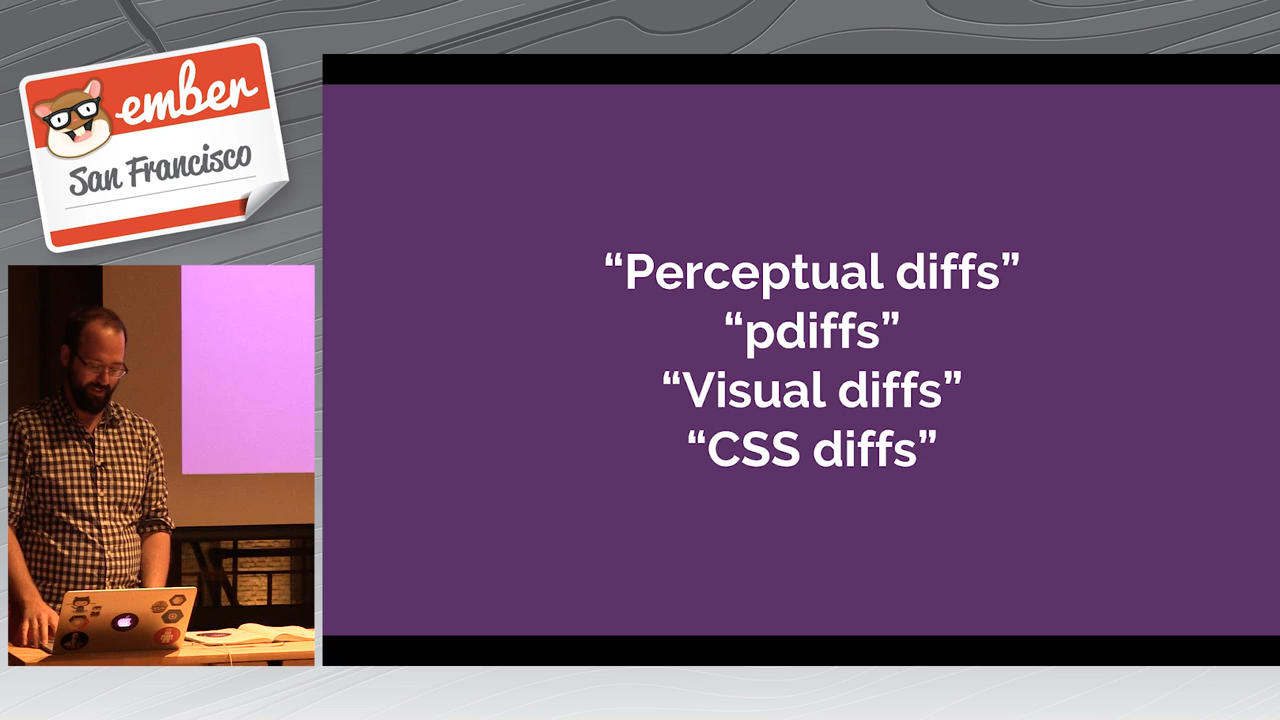 ember
San Francisco
“Perceptual diffs”
“pdiffs”
“Visual diffs”
“CSS diffs”